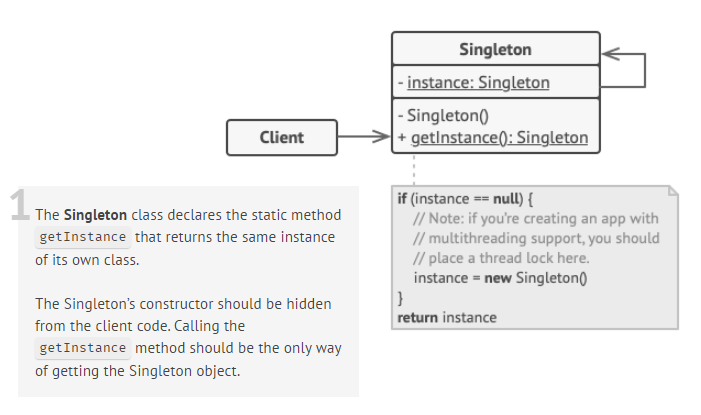 Singleton
- instance: Singleton
- Singleton()
+ getInstance(): Singleton
Client
1
The Singleton class declares the static method
getInstance that returns the same instance
of its own class.
The Singleton's constructor should be hidden
from the client code. Calling the
getInstance method should be the only way
of getting the Singleton object.
if (instance == null) {
// Note: if you're creating an app with
// multithreading support, you should
// place a thread lock here.
instance = new Singleton()
}
return instance